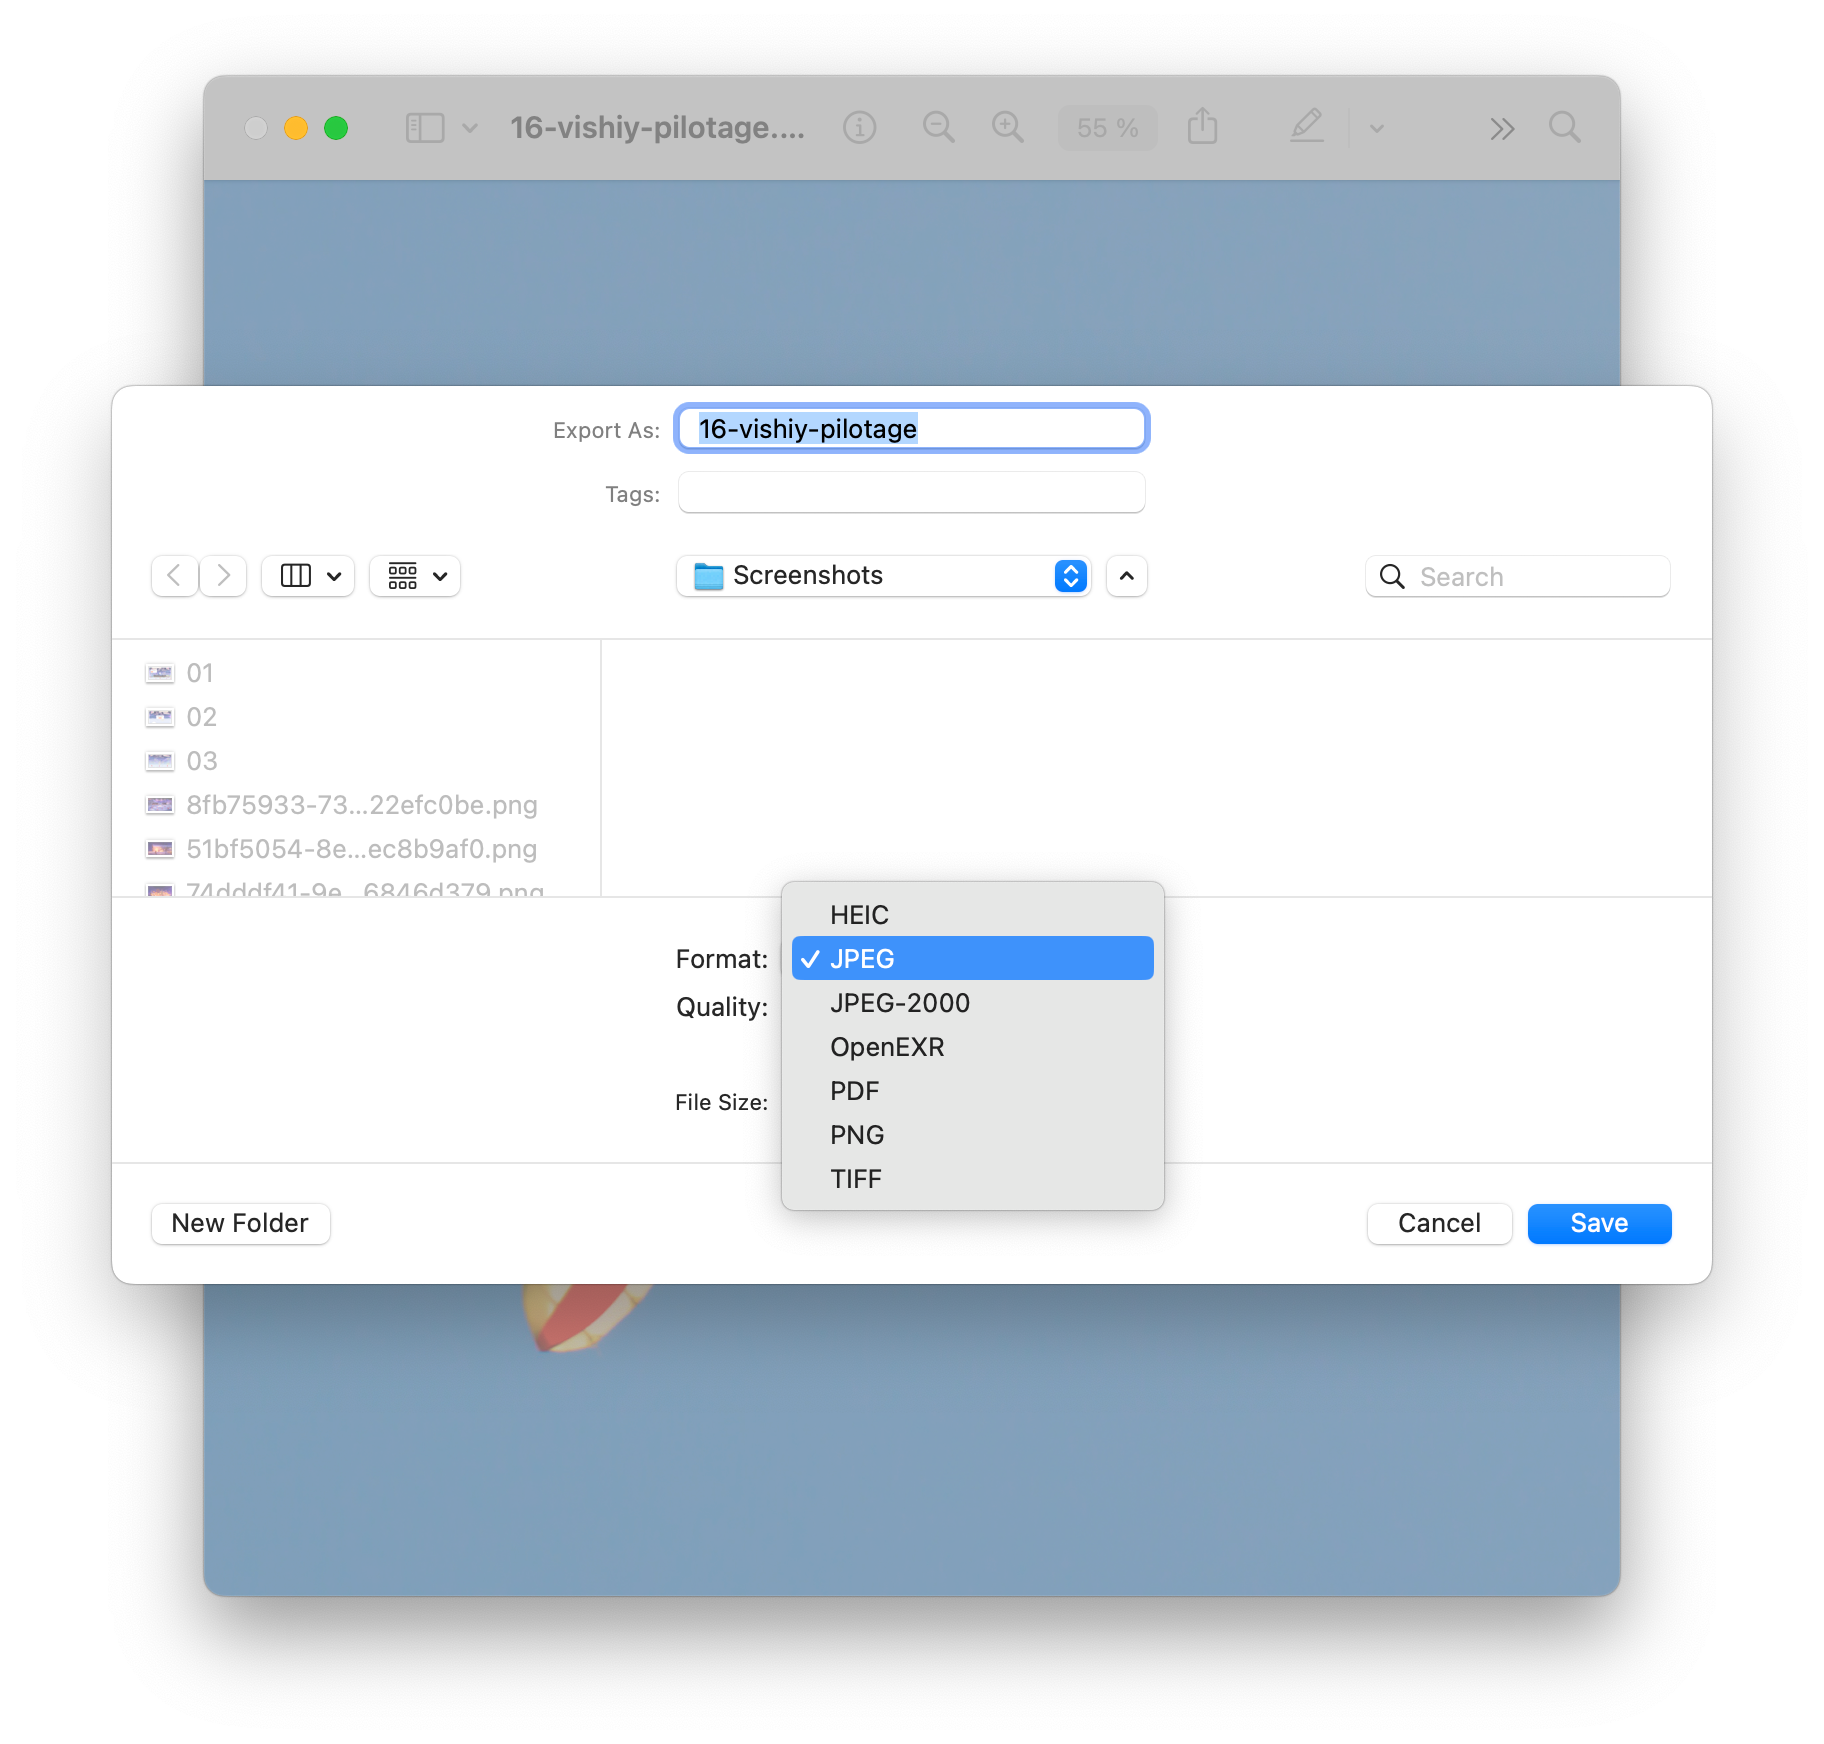 16-vishiy-pilotage....
55 %
Export As: 16-vishiy-pilotage
Tags:
Screenshots
Search
01
02
03
8fb75933-73...22efc0be.png
51bf5054-8e...ec8b9af0.png
74dddf41-9e...6846d379.png
Format:
Quality:
File Size:
HEIC
✓ JPEG
JPEG-2000
OpenEXR
PDF
PNG
TIFF
New Folder
Cancel
Save